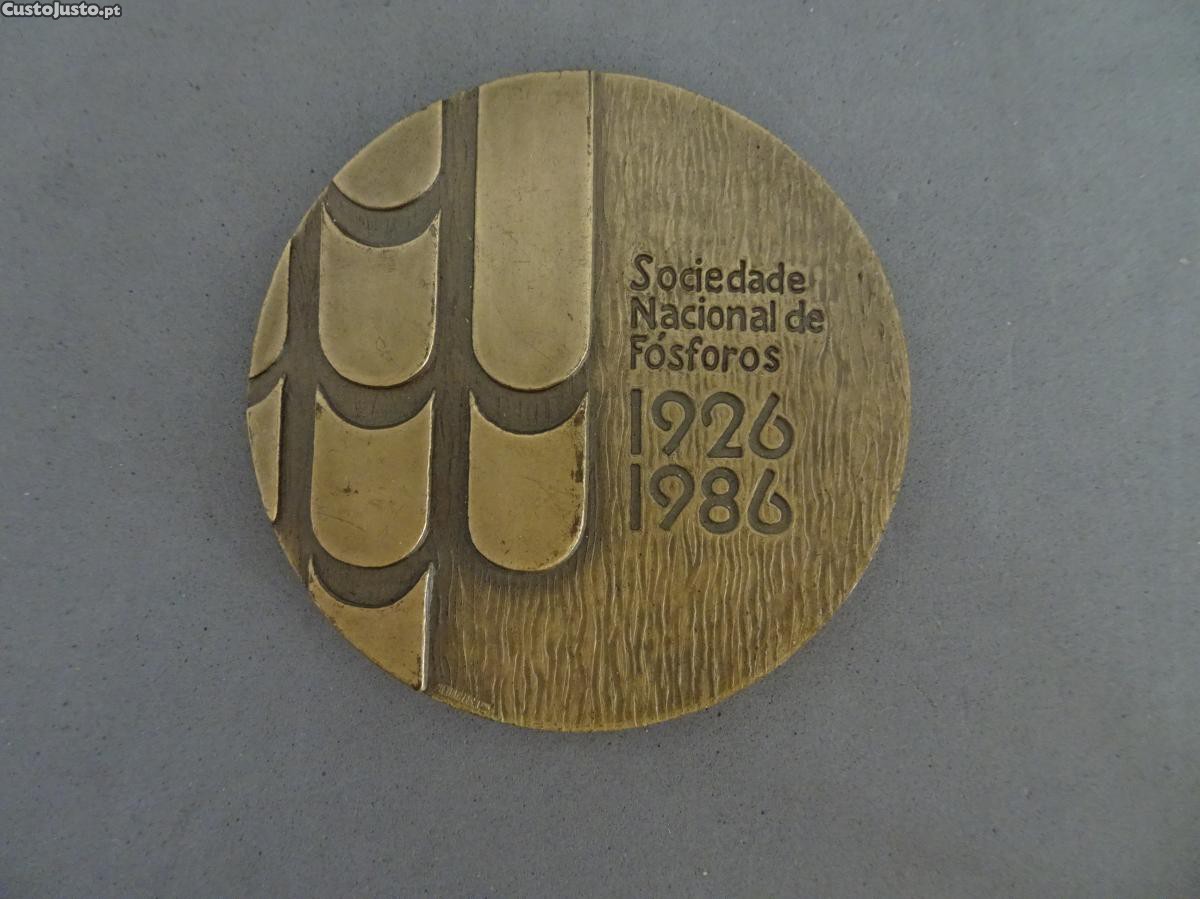 CustoJusto.pt
Sociedade
Nacional de
Fósforos
1926
1986